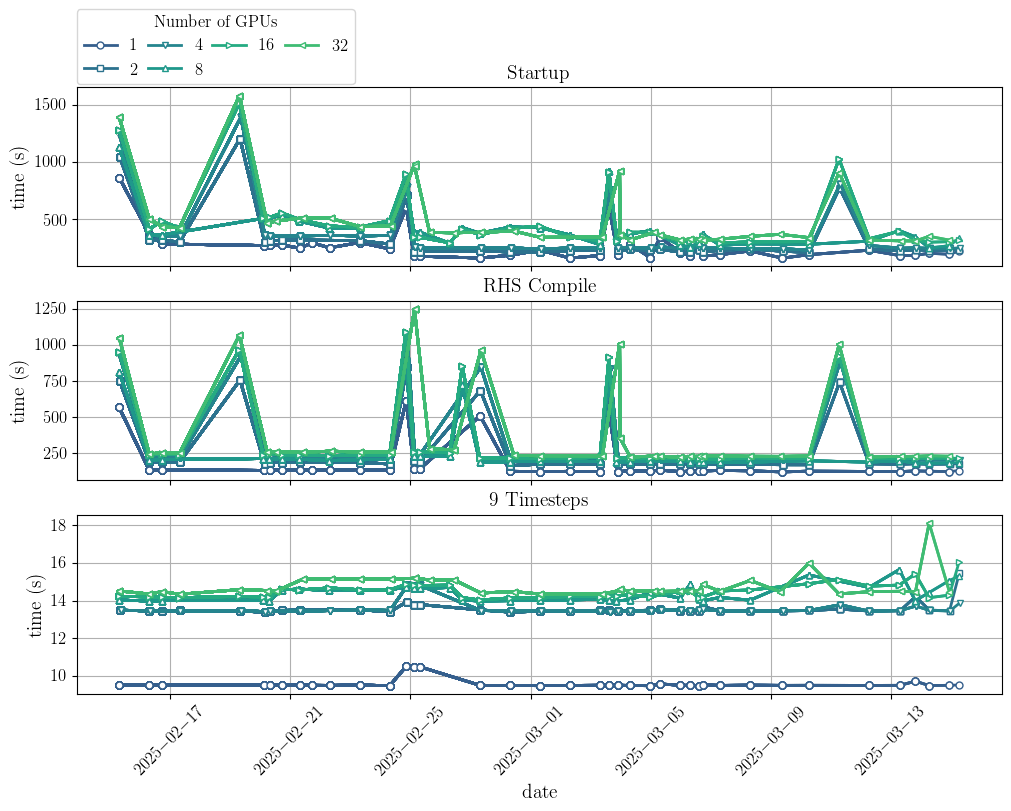 Number of GPUs
1 4 16 32
2 8
Startup
1500
1000
500
time (s)
RHS Compile
1250
1000
750
500
250
time (s)
9 Timesteps
18
16
14
12
10
time (s)
2025−02−17 2025−02−21 2025−02−25 2025−03−01 2025−03−05 2025−03−09 2025−03−13
date